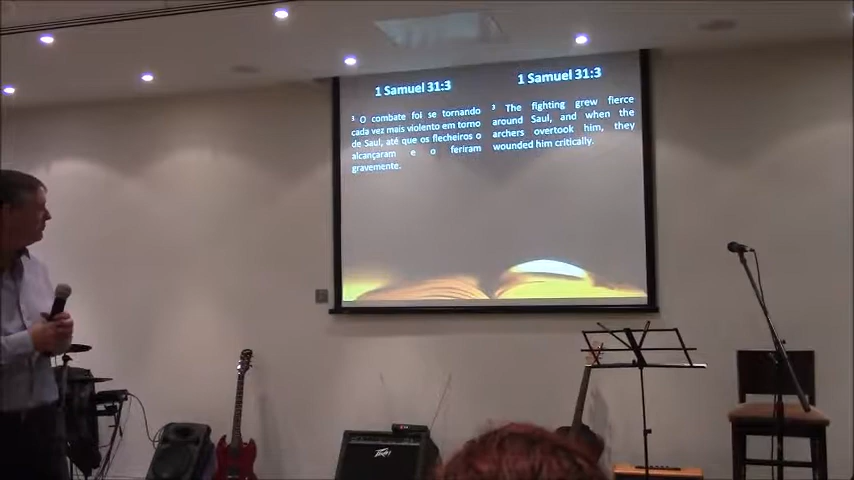 1 Samuel 31:3
³ O combate foi se tornando
cada vez mais violento em torno
de Saul, até que os flecheiros o
alcançaram e o feriram
gravemente.
1 Samuel 31:3
³ The fighting grew fierce
around Saul, and when the
archers overtook him, they
wounded him critically.
Peavey